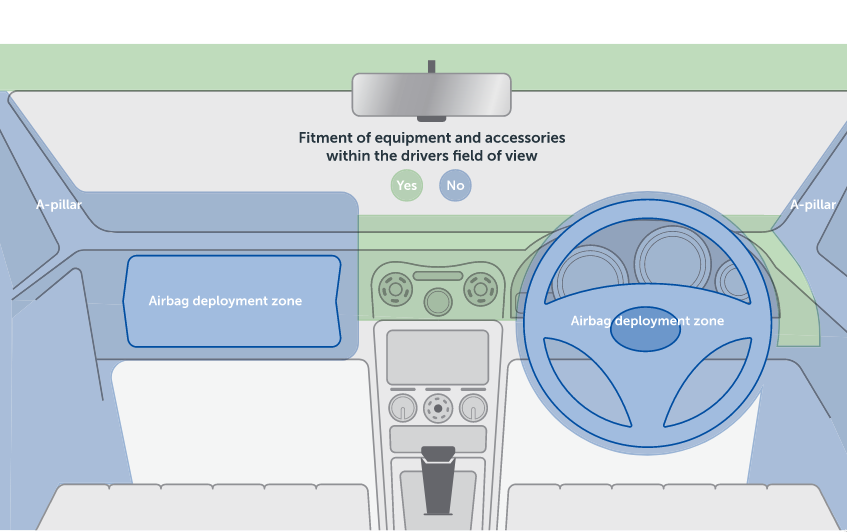 Fitment of equipment and accessories
within the drivers field of view
Yes No
A-pillar
A-pillar
Airbag deployment zone
Airbag deployment zone